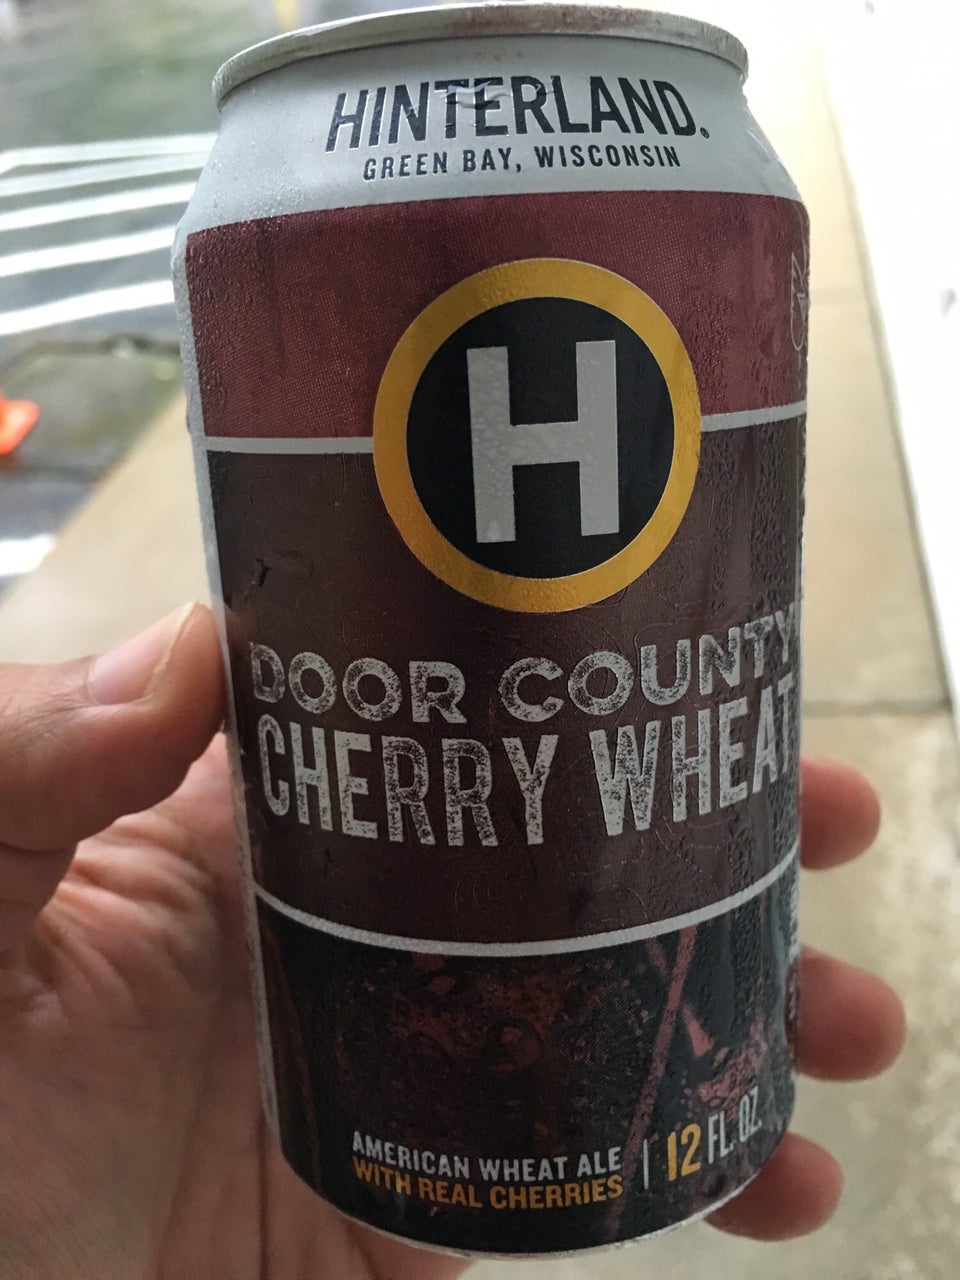 HINTERLAND.
GREEN BAY, WISCONSIN
H
DOOR COUNTY
CHERRY WHEAT
AMERICAN WHEAT ALE
WITH REAL CHERRIES
12 FL. OZ.